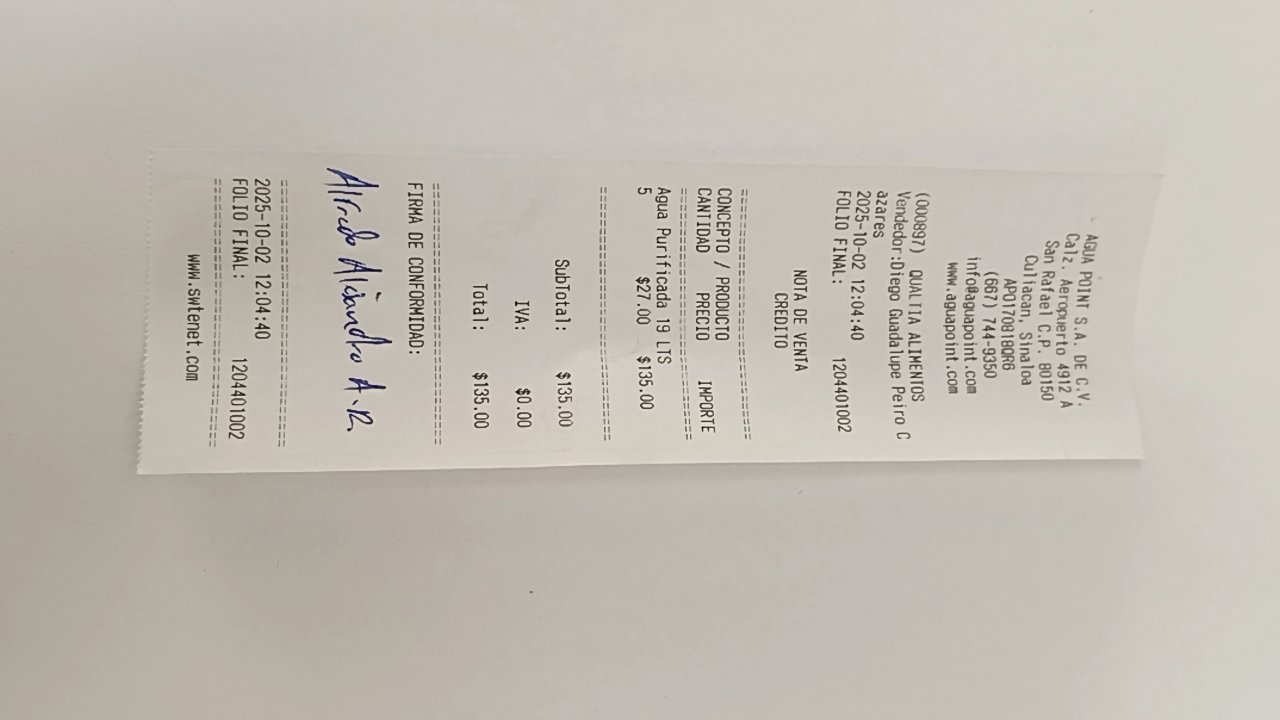 AGUA POINT S.A. DE C.V.
Calz. Aeropuerto 4912 A
San Rafael C.P. 80150
Culiacan, Sinaloa
APO170818QR6
(667) 744-9350
info@aguapoint.com
www.aguapoint.com
(000897) QUALTIA ALIMENTOS
Vendedor:Diego Guadalupe Peiro C
azares
2025-10-02 12:04:40
FOLIO FINAL: 1204401002
NOTA DE VENTA
CREDITO
===============================
CONCEPTO / PRODUCTO
CANTIDAD PRECIO IMPORTE
===============================
Agua Purificada 19 LTS
5 $27.00 $135.00
===============================
SubTotal: $135.00
IVA: $0.00
Total: $135.00
===============================
FIRMA DE CONFORMIDAD:
Alfredo Alejandro A.R.
===============================
2025-10-02 12:04:40
FOLIO FINAL: 1204401002
===============================
www.swtenet.com